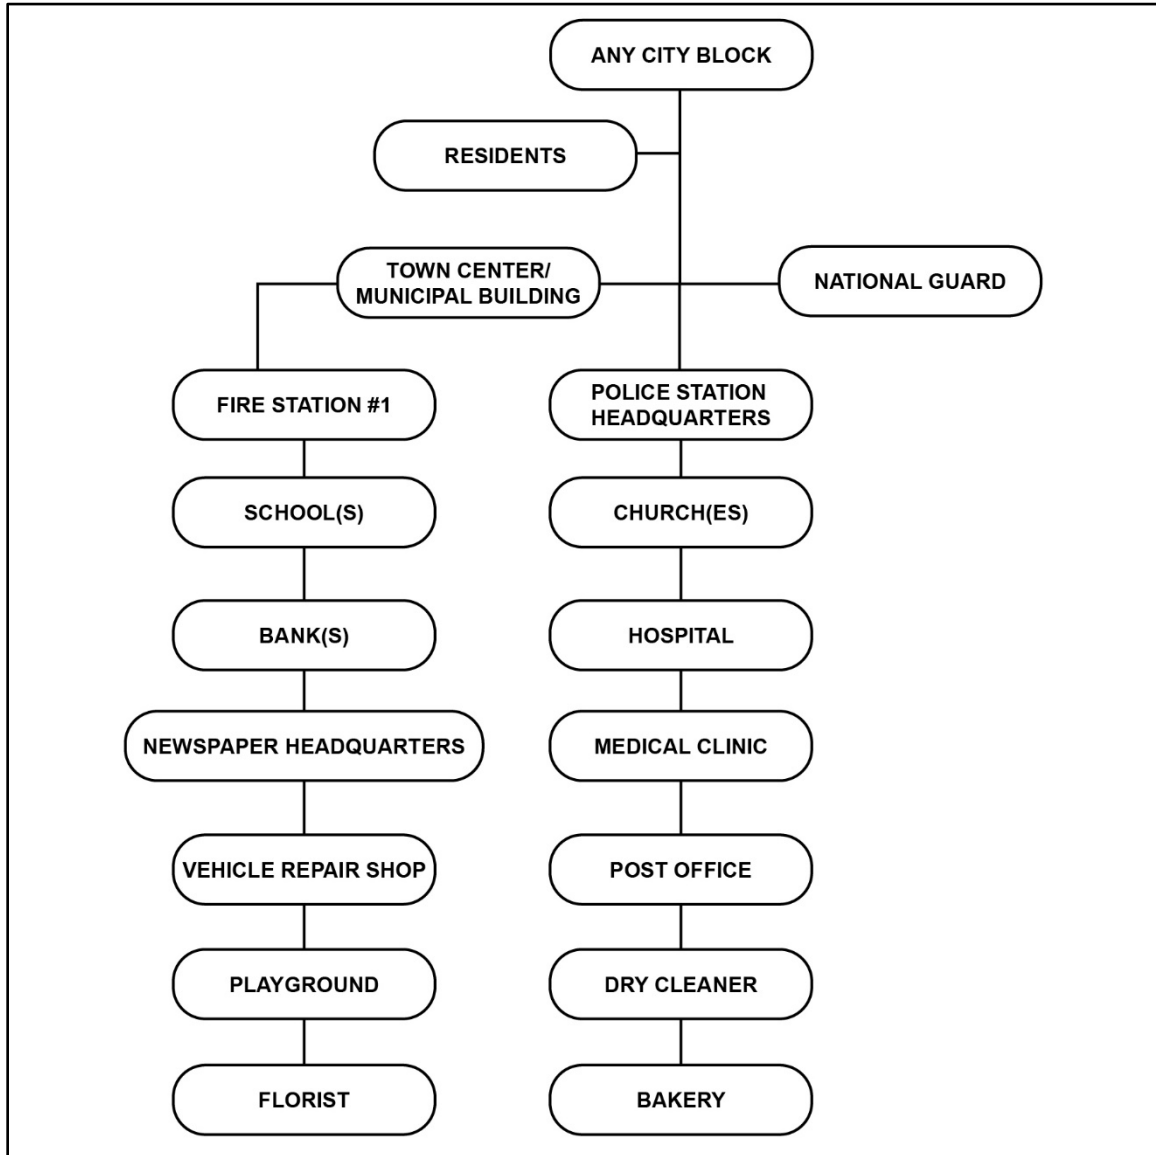 ANY CITY BLOCK
RESIDENTS
TOWN CENTER/
MUNICIPAL BUILDING
NATIONAL GUARD
FIRE STATION #1
POLICE STATION
HEADQUARTERS
SCHOOL(S)
CHURCH(ES)
BANK(S)
HOSPITAL
NEWSPAPER HEADQUARTERS
MEDICAL CLINIC
VEHICLE REPAIR SHOP
POST OFFICE
PLAYGROUND
DRY CLEANER
FLORIST
BAKERY